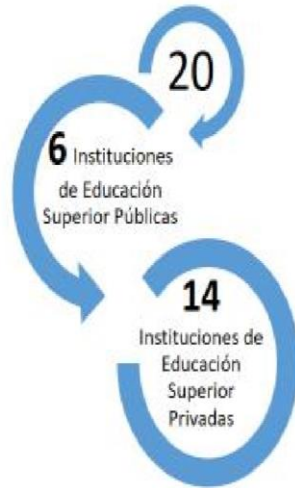 20
6 Instituciones
de Educación
Superior Públicas
14
Instituciones de
Educación
Superior
Privadas